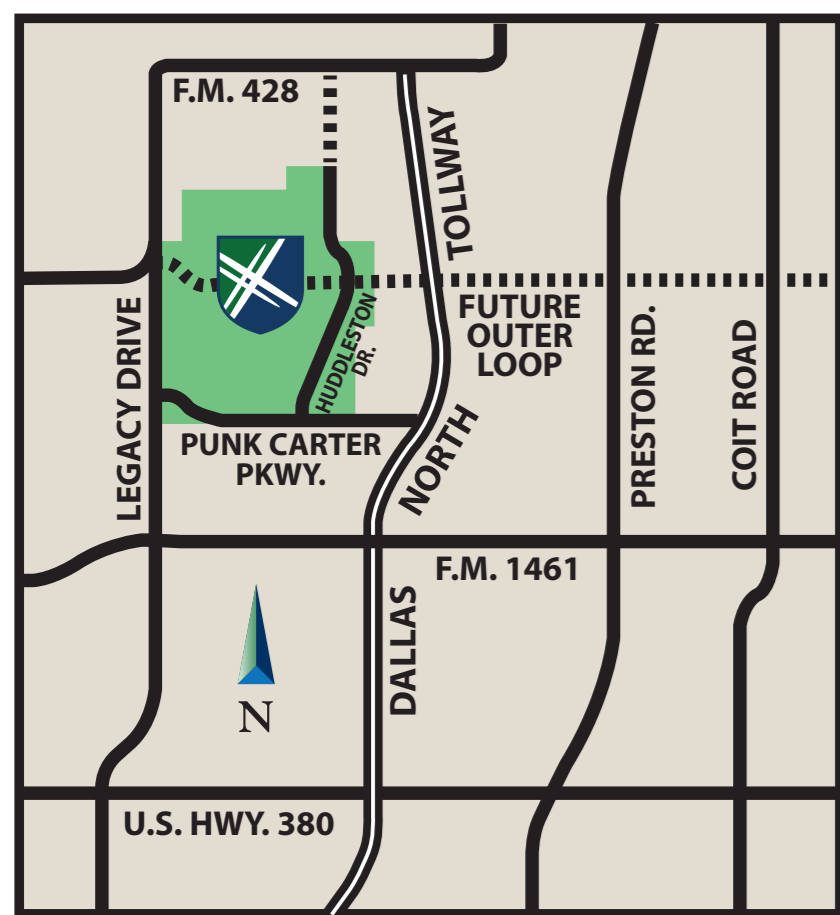 F.M. 428
TOLLWAY
FUTURE
OUTER
LOOP
HUDDLESTON
DR.
LEGACY DRIVE
PRESTON RD.
COIT ROAD
PUNK CARTER
PKWY.
NORTH
F.M. 1461
DALLAS
N
U.S. HWY. 380